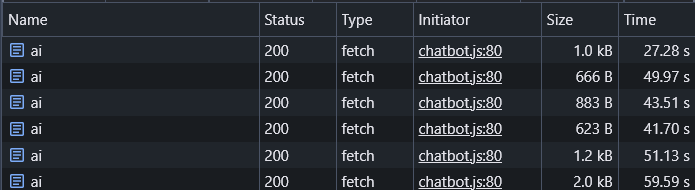 Name Status Type Initiator Size Time
ai 200 fetch chatbot.js:80 1.0 kB 27.28 s
ai 200 fetch chatbot.js:80 666 B 49.97 s
ai 200 fetch chatbot.js:80 883 B 43.51 s
ai 200 fetch chatbot.js:80 623 B 41.70 s
ai 200 fetch chatbot.js:80 1.2 kB 51.13 s
ai 200 fetch chatbot.js:80 2.0 kB 59.59 s